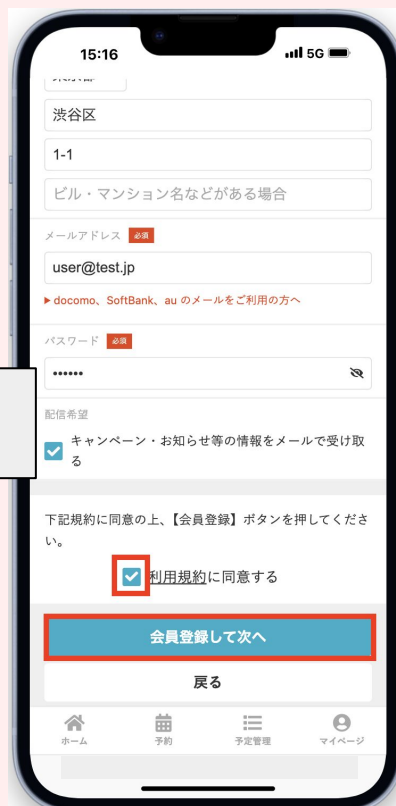 15:16
5G
渋谷区
1-1
ビル・マンション名などがある場合
メールアドレス 必須
user@test.jp
▶docomo、SoftBank、au のメールをご利用の方へ
パスワード 必須
••••••
配信希望
キャンペーン・お知らせ等の情報をメールで受け取
る
下記規約に同意の上、【会員登録】ボタンを押してくださ
い。
利用規約に同意する
会員登録して次へ
戻る
ホーム 予約 予定管理 マイページ